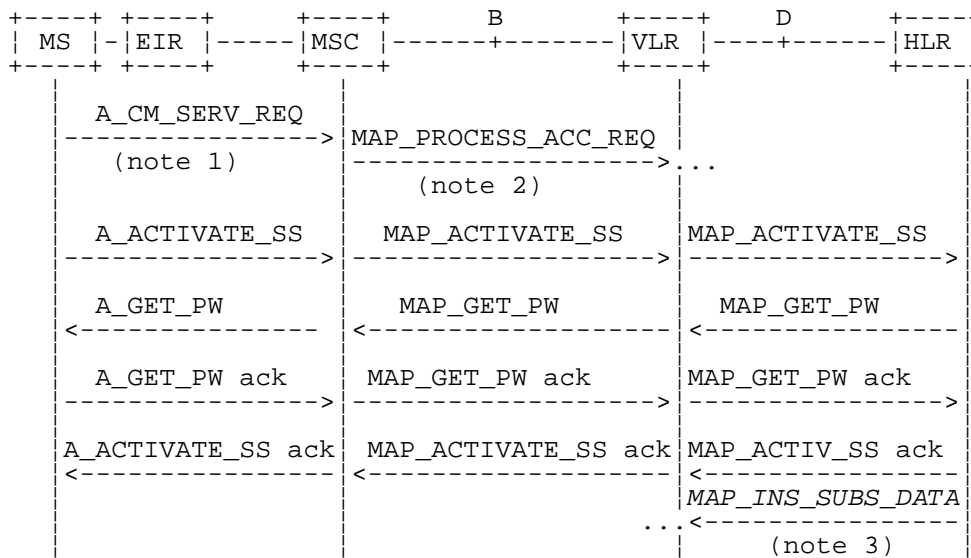 B D
MS EIR MSC VLR HLR
A_CM_SERV_REQ
MAP_PROCESS_ACC_REQ
(note 1) ...
(note 2)
A_ACTIVATE_SS MAP_ACTIVATE_SS MAP_ACTIVATE_SS
A_GET_PW MAP_GET_PW MAP_GET_PW
A_GET_PW ack MAP_GET_PW ack MAP_GET_PW ack
A_ACTIVATE_SS ack MAP_ACTIVATE_SS ack MAP_ACTIV_SS ack
MAP_INS_SUBS_DATA
...
(note 3)